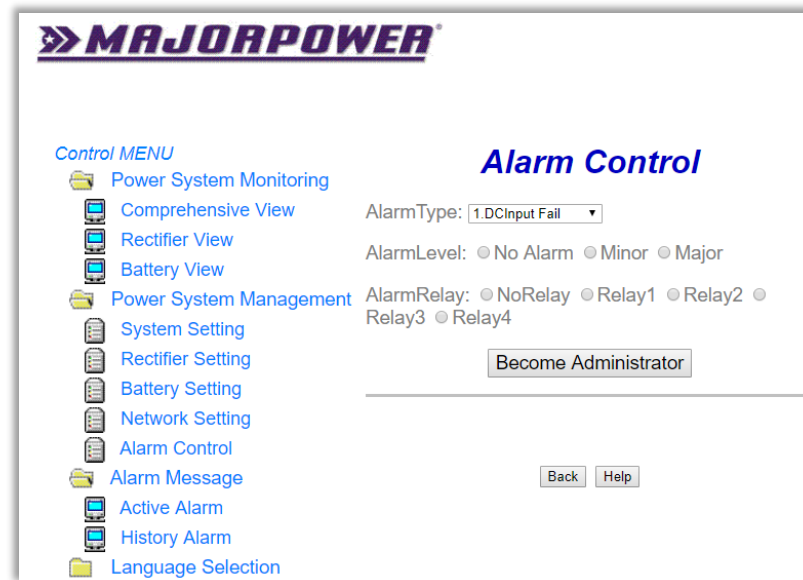 MAJORPOWER
Control MENU
Power System Monitoring
Comprehensive View
Rectifier View
Battery View
Power System Management
System Setting
Rectifier Setting
Battery Setting
Network Setting
Alarm Control
Alarm Message
Active Alarm
History Alarm
Language Selection
Alarm Control
AlarmType: 1.DCInput Fail
AlarmLevel: No Alarm Minor Major
AlarmRelay: NoRelay Relay1 Relay2
Relay3 Relay4
Become Administrator
Back Help